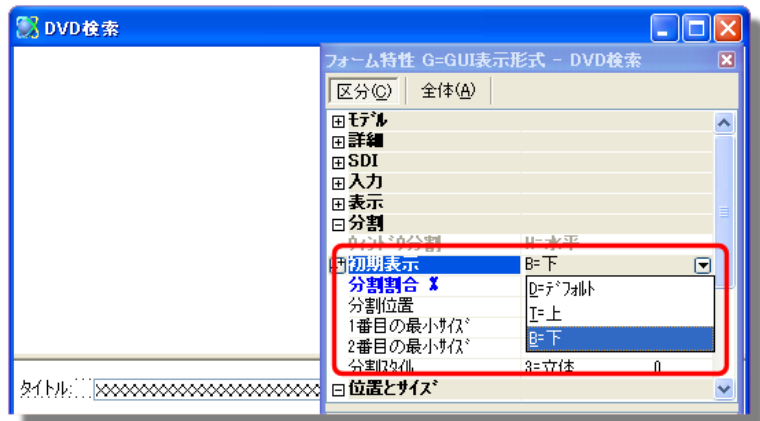 DVD検索
フォーム特性 G=GUI表示形式 - DVD検索
区分(C) 全体(A)
モデル
詳細
SDI
入力
表示
分割
ウィンドウ分割 H=水平
初期表示 B=下
分割割合 %
D=デフォルト
分割位置
T=上
1番目の最小サイズ
B=下
2番目の最小サイズ
分割スタイル 3=立体 0
位置とサイズ
タイトル: XXXXXXXXXXXXXXXXXXXXXXXX